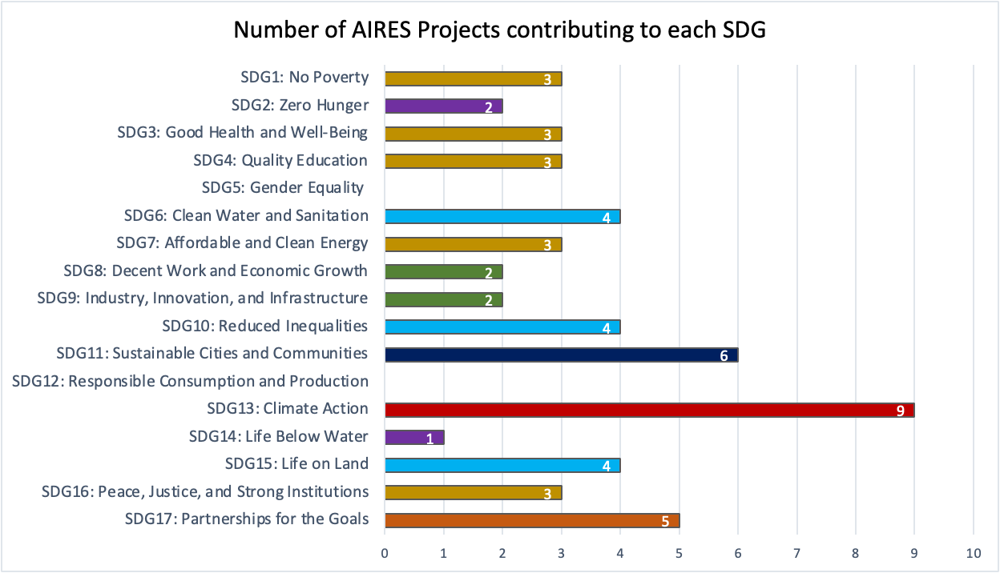 Number of AIRES Projects contributing to each SDG
SDG1: No Poverty 3
SDG2: Zero Hunger 2
SDG3: Good Health and Well-Being 3
SDG4: Quality Education 3
SDG5: Gender Equality
SDG6: Clean Water and Sanitation 4
SDG7: Affordable and Clean Energy 3
SDG8: Decent Work and Economic Growth 2
SDG9: Industry, Innovation, and Infrastructure 2
SDG10: Reduced Inequalities 4
SDG11: Sustainable Cities and Communities 6
SDG12: Responsible Consumption and Production
SDG13: Climate Action 9
SDG14: Life Below Water 1
SDG15: Life on Land 4
SDG16: Peace, Justice, and Strong Institutions 3
SDG17: Partnerships for the Goals 5
0 1 2 3 4 5 6 7 8 9 10